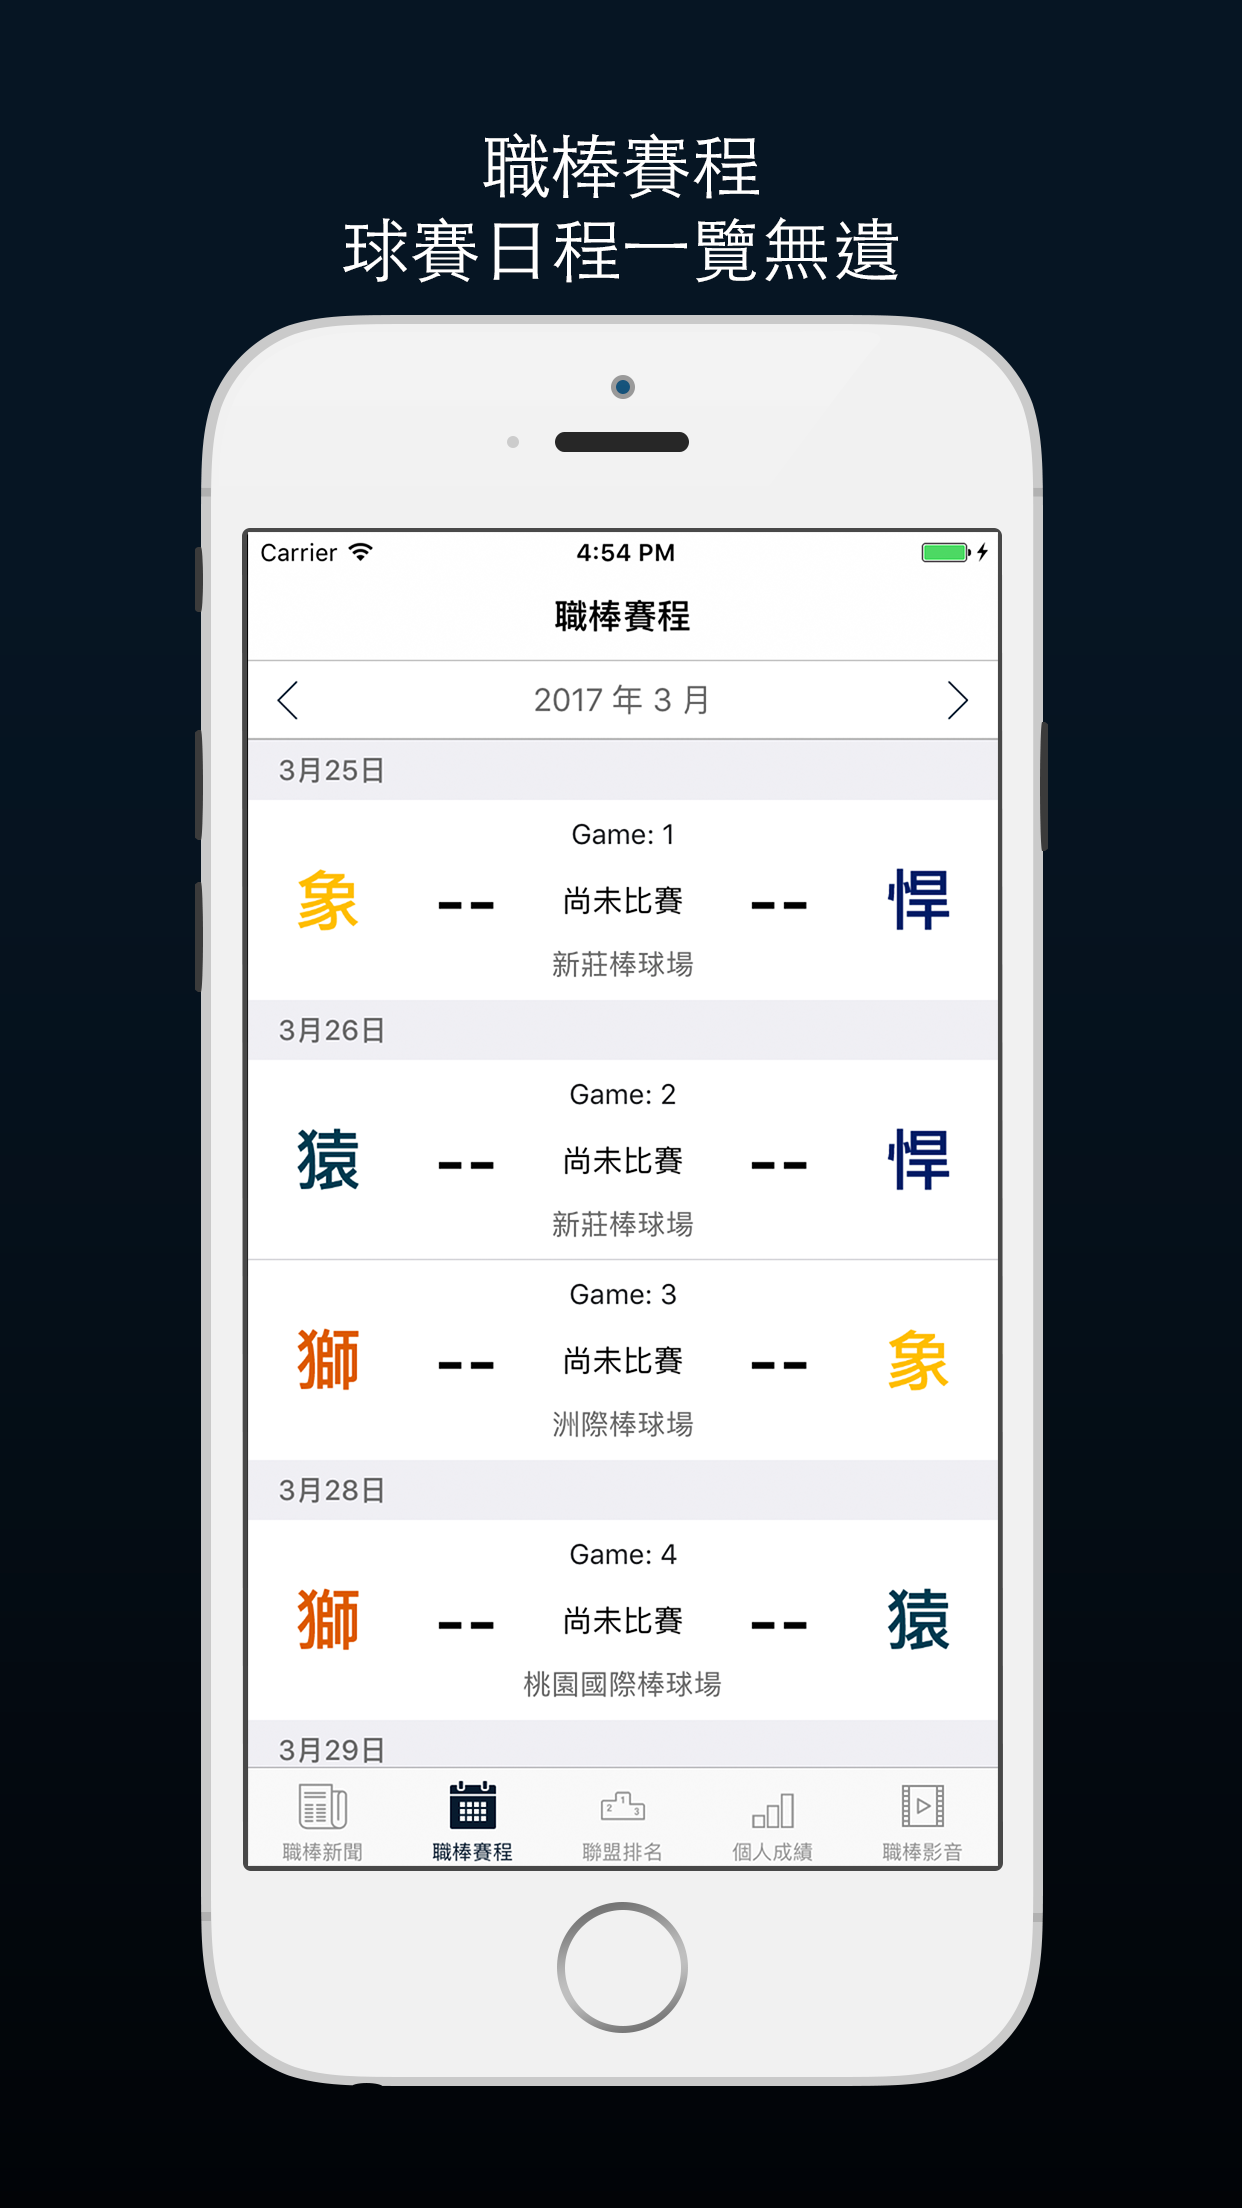 職棒賽程
球賽日程一覽無遺
Carrier 4:54 PM
職棒賽程
2017 年 3 月
3月25日
Game: 1
象 -- 尚未比賽 -- 悍
新莊棒球場
3月26日
Game: 2
猿 -- 尚未比賽 -- 悍
新莊棒球場
Game: 3
獅 -- 尚未比賽 -- 象
洲際棒球場
3月28日
Game: 4
獅 -- 尚未比賽 -- 猿
桃園國際棒球場
3月29日
2 1 3
職棒新聞 職棒賽程 聯盟排名 個人成績 職棒影音